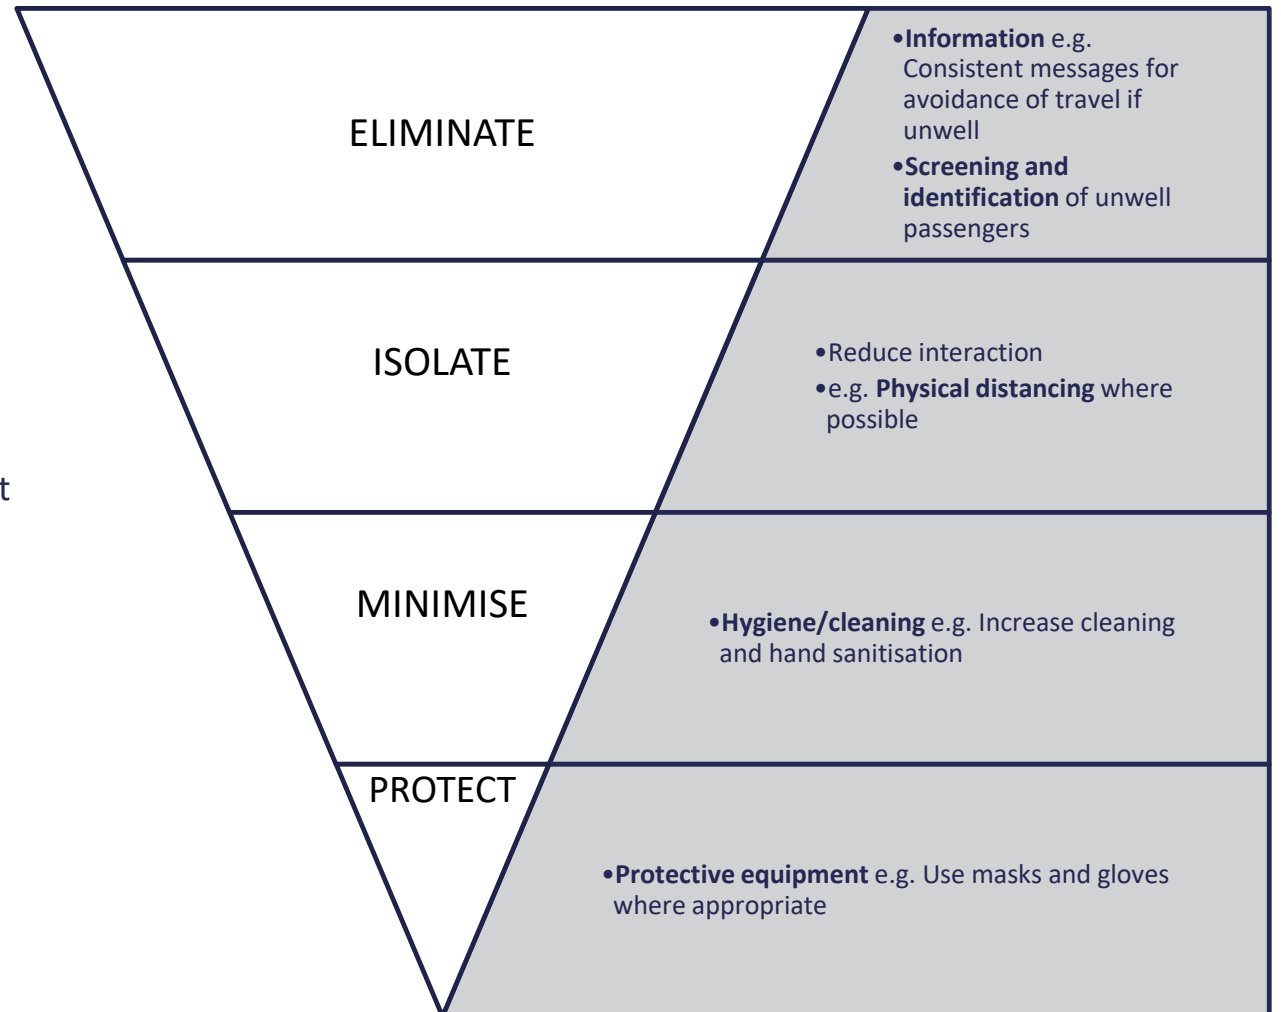 ELIMINATE
•Information e.g.
Consistent messages for
avoidance of travel if
unwell
•Screening and
identification of unwell
passengers
ISOLATE
•Reduce interaction
•e.g. Physical distancing where
possible
t
MINIMISE
•Hygiene/cleaning e.g. Increase cleaning
and hand sanitisation
PROTECT
•Protective equipment e.g. Use masks and gloves
where appropriate